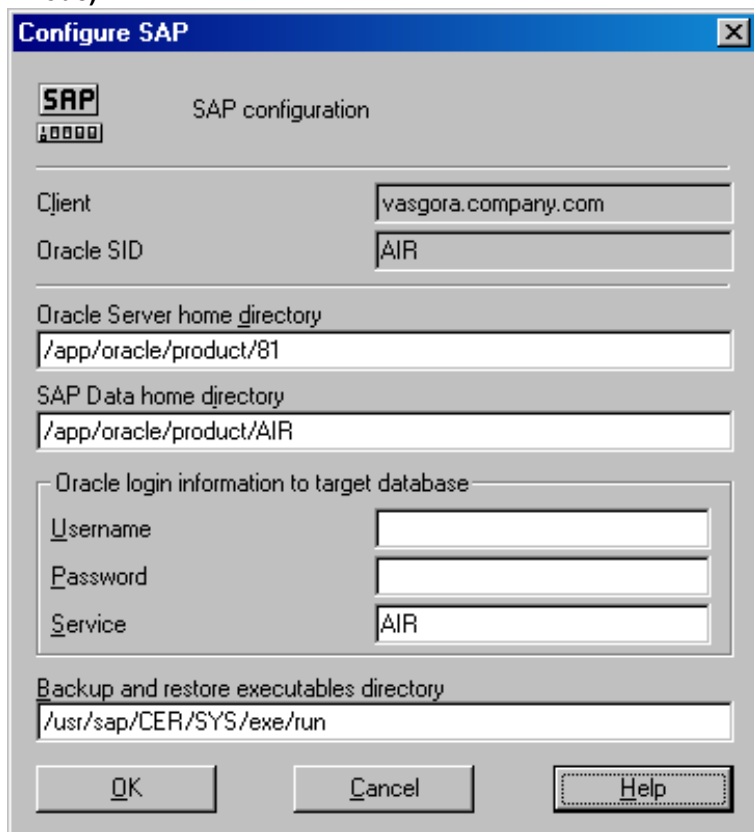 Configure SAP
SAP
SAP configuration
Client vasgora.company.com
Oracle SID AIR
Oracle Server home directory
/app/oracle/product/81
SAP Data home directory
/app/oracle/product/AIR
Oracle login information to target database
Username
Password
Service AIR
Backup and restore executables directory
/usr/sap/CER/SYS/exe/run
OK Cancel Help